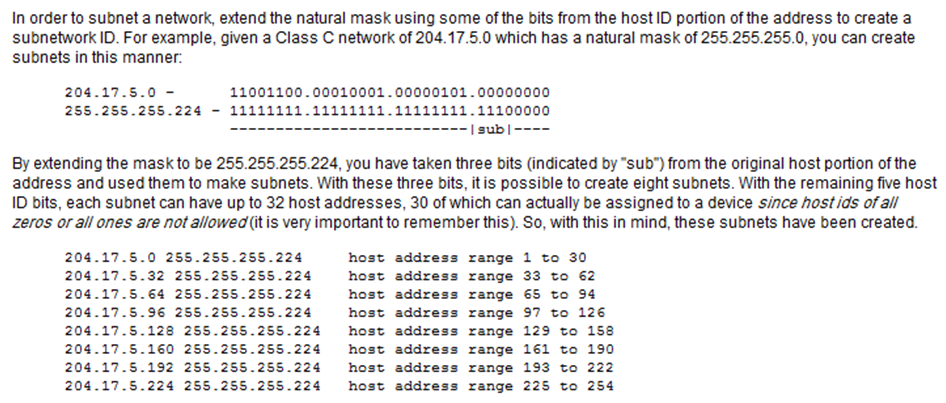 In order to subnet a network, extend the natural mask using some of the bits from the host ID portion of the address to create a
subnetwork ID. For example, given a Class C network of 204.17.5.0 which has a natural mask of 255.255.255.0, you can create
subnets in this manner:
204.17.5.0 - 11001100.00010001.00000101.00000000
255.255.255.224 - 11111111.11111111.11111111.11100000
--------------------------|sub|----
By extending the mask to be 255.255.255.224, you have taken three bits (indicated by "sub") from the original host portion of the
address and used them to make subnets. With these three bits, it is possible to create eight subnets. With the remaining five host
ID bits, each subnet can have up to 32 host addresses, 30 of which can actually be assigned to a device since host ids of all
zeros or all ones are not allowed (it is very important to remember this). So, with this in mind, these subnets have been created.
204.17.5.0 255.255.255.224 host address range 1 to 30
204.17.5.32 255.255.255.224 host address range 33 to 62
204.17.5.64 255.255.255.224 host address range 65 to 94
204.17.5.96 255.255.255.224 host address range 97 to 126
204.17.5.128 255.255.255.224 host address range 129 to 158
204.17.5.160 255.255.255.224 host address range 161 to 190
204.17.5.192 255.255.255.224 host address range 193 to 222
204.17.5.224 255.255.255.224 host address range 225 to 254